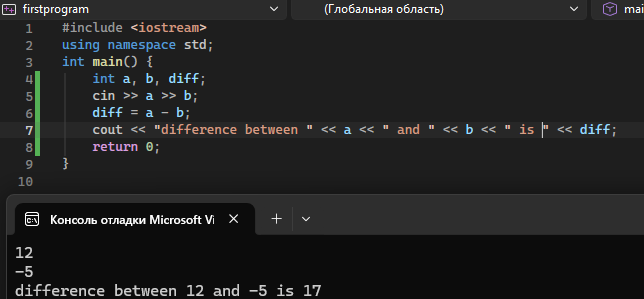 firstprogram (Глобальная область) mai
1 #include <iostream>
2 using namespace std;
3 int main() {
4 int a, b, diff;
5 cin >> a >> b;
6 diff = a - b;
7 cout << "difference between " << a << " and " << b << " is " << diff;
8 return 0;
9 }
10
Консоль отладки Microsoft Vi
12
-5
difference between 12 and -5 is 17